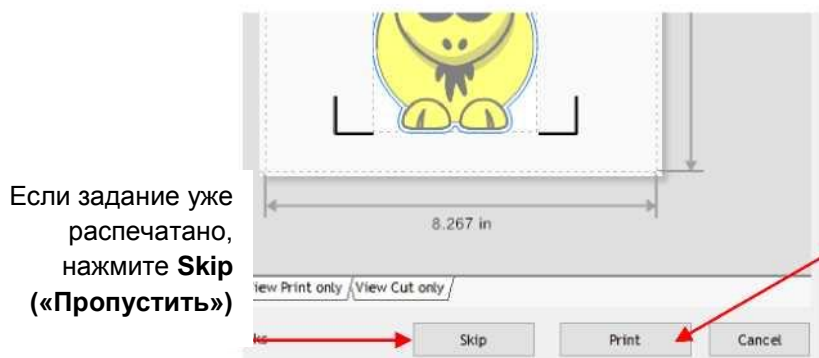 Если задание уже
распечатано,
нажмите Skip
(«Пропустить»)
8.267 in
iew Print only
View Cut only
ks
Skip
Print
Cancel